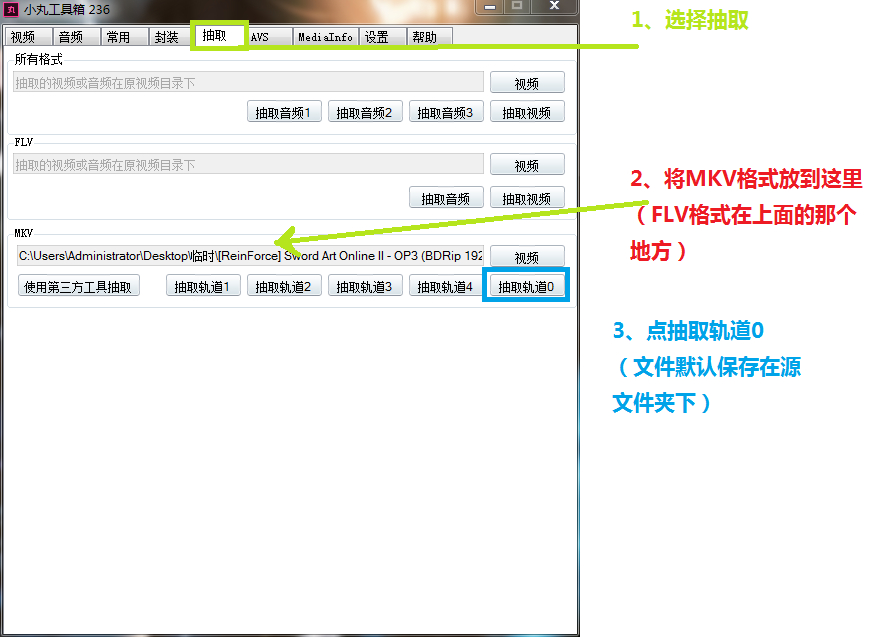 小丸工具箱 236
视频 音频 常用 封装 抽取 AVS MediaInfo 设置 帮助
1、选择抽取
所有格式
抽取的视频或音频在原视频目录下 视频
抽取音频1 抽取音频2 抽取音频3 抽取视频
FLV
抽取的视频或音频在原视频目录下 视频
抽取音频 抽取视频
2、将MKV格式放到这里
（FLV格式在上面的那个
地方）
MKV
C:\Users\Administrator\Desktop\临时\[ReinForce] Sword Art Online II - OP3 (BDRip 192 视频
使用第三方工具抽取 抽取轨道1 抽取轨道2 抽取轨道3 抽取轨道4 抽取轨道0
3、点抽取轨道0
（文件默认保存在源
文件夹下）